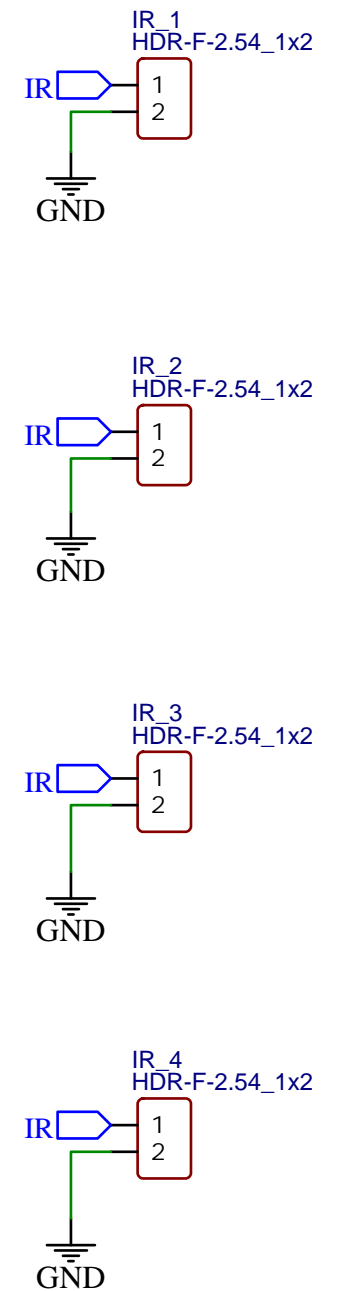 IR_1
HDR-F-2.54_1x2
IR 1
2
GND
IR_2
HDR-F-2.54_1x2
IR 1
2
GND
IR_3
HDR-F-2.54_1x2
IR 1
2
GND
IR_4
HDR-F-2.54_1x2
IR 1
2
GND